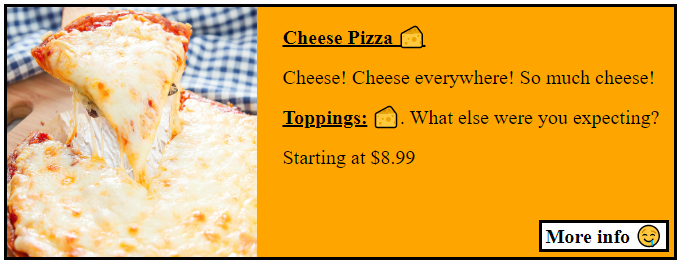 Cheese Pizza 🧀
Cheese! Cheese everywhere! So much cheese!
Toppings: 🧀. What else were you expecting?
Starting at $8.99
More info 🤤